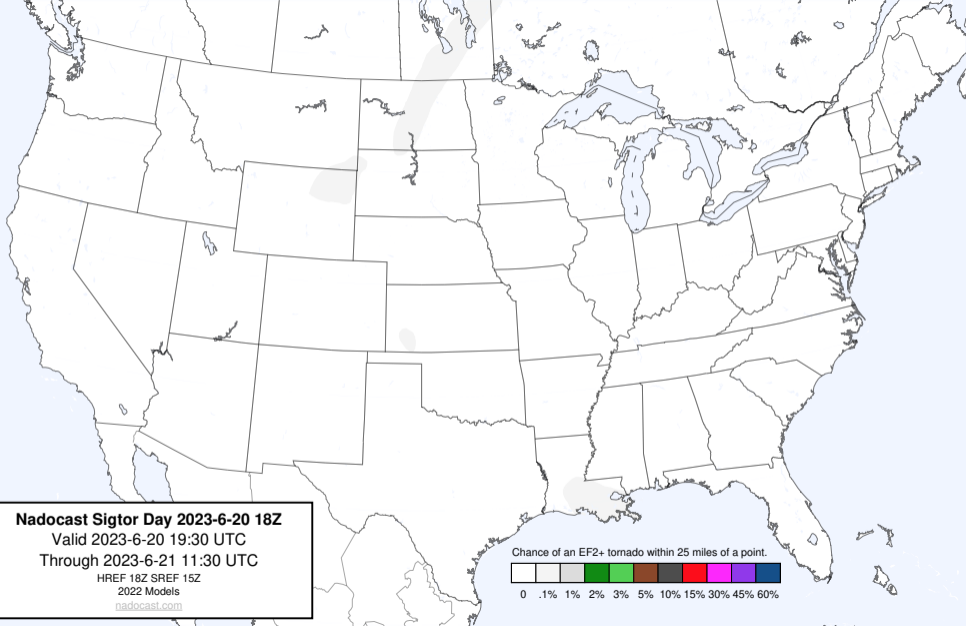 Nadocast Sigtor Day 2023-6-20 18Z
Valid 2023-6-20 19:30 UTC
Through 2023-6-21 11:30 UTC
HREF 18Z SREF 15Z
2022 Models
nadocast.com
Chance of an EF2+ tornado within 25 miles of a point.
0 .1% 1% 2% 3% 5% 10% 15% 30% 45% 60%